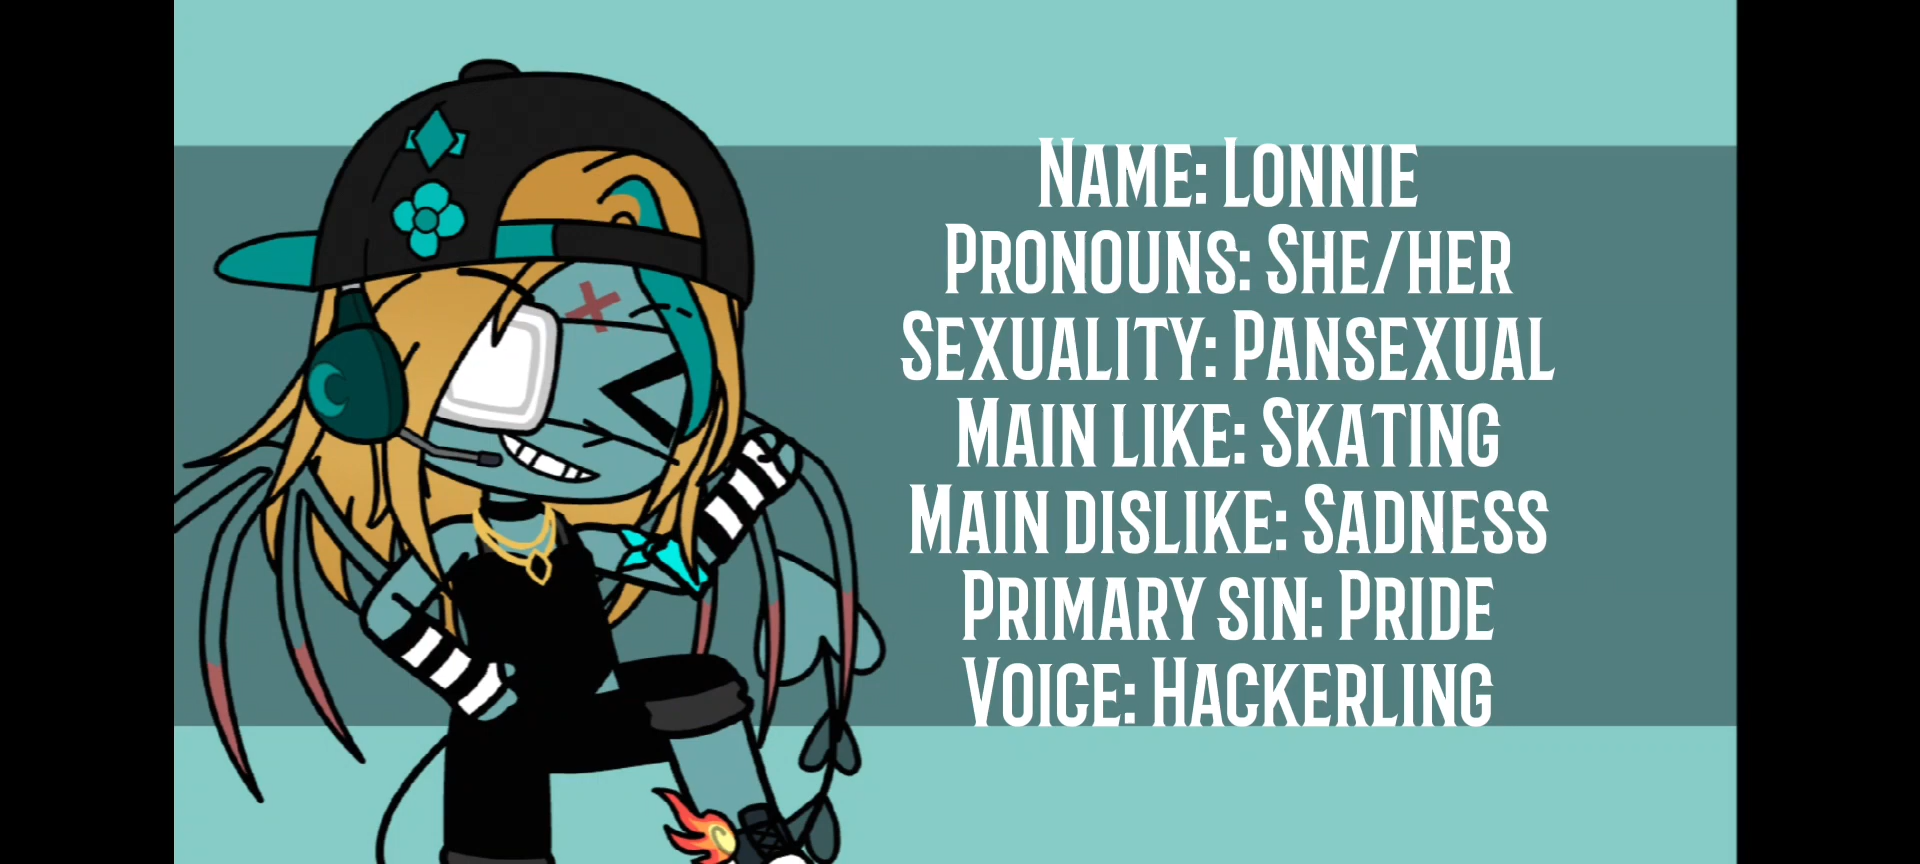 Name: Lonnie
Pronouns: She/her
Sexuality: Pansexual
Main like: Skating
Main dislike: Sadness
Primary sin: Pride
Voice: Hackerling